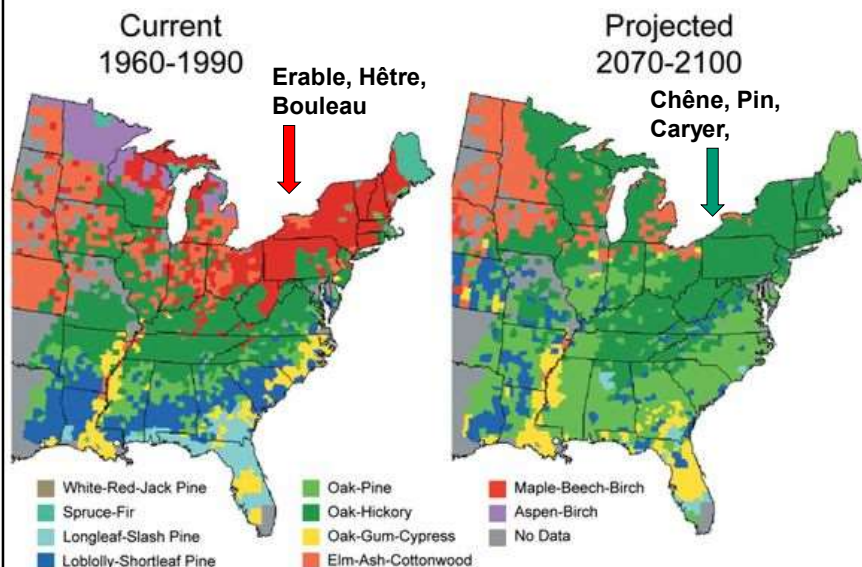 Current
1960-1990
Erable, Hêtre,
Bouleau
Projected
2070-2100
Chêne, Pin,
Caryer,
White-Red-Jack Pine
Spruce-Fir
Longleaf-Slash Pine
Loblolly-Shortleaf Pine
Oak-Pine
Oak-Hickory
Oak-Gum-Cypress
Elm-Ash-Cottonwood
Maple-Beech-Birch
Aspen-Birch
No Data